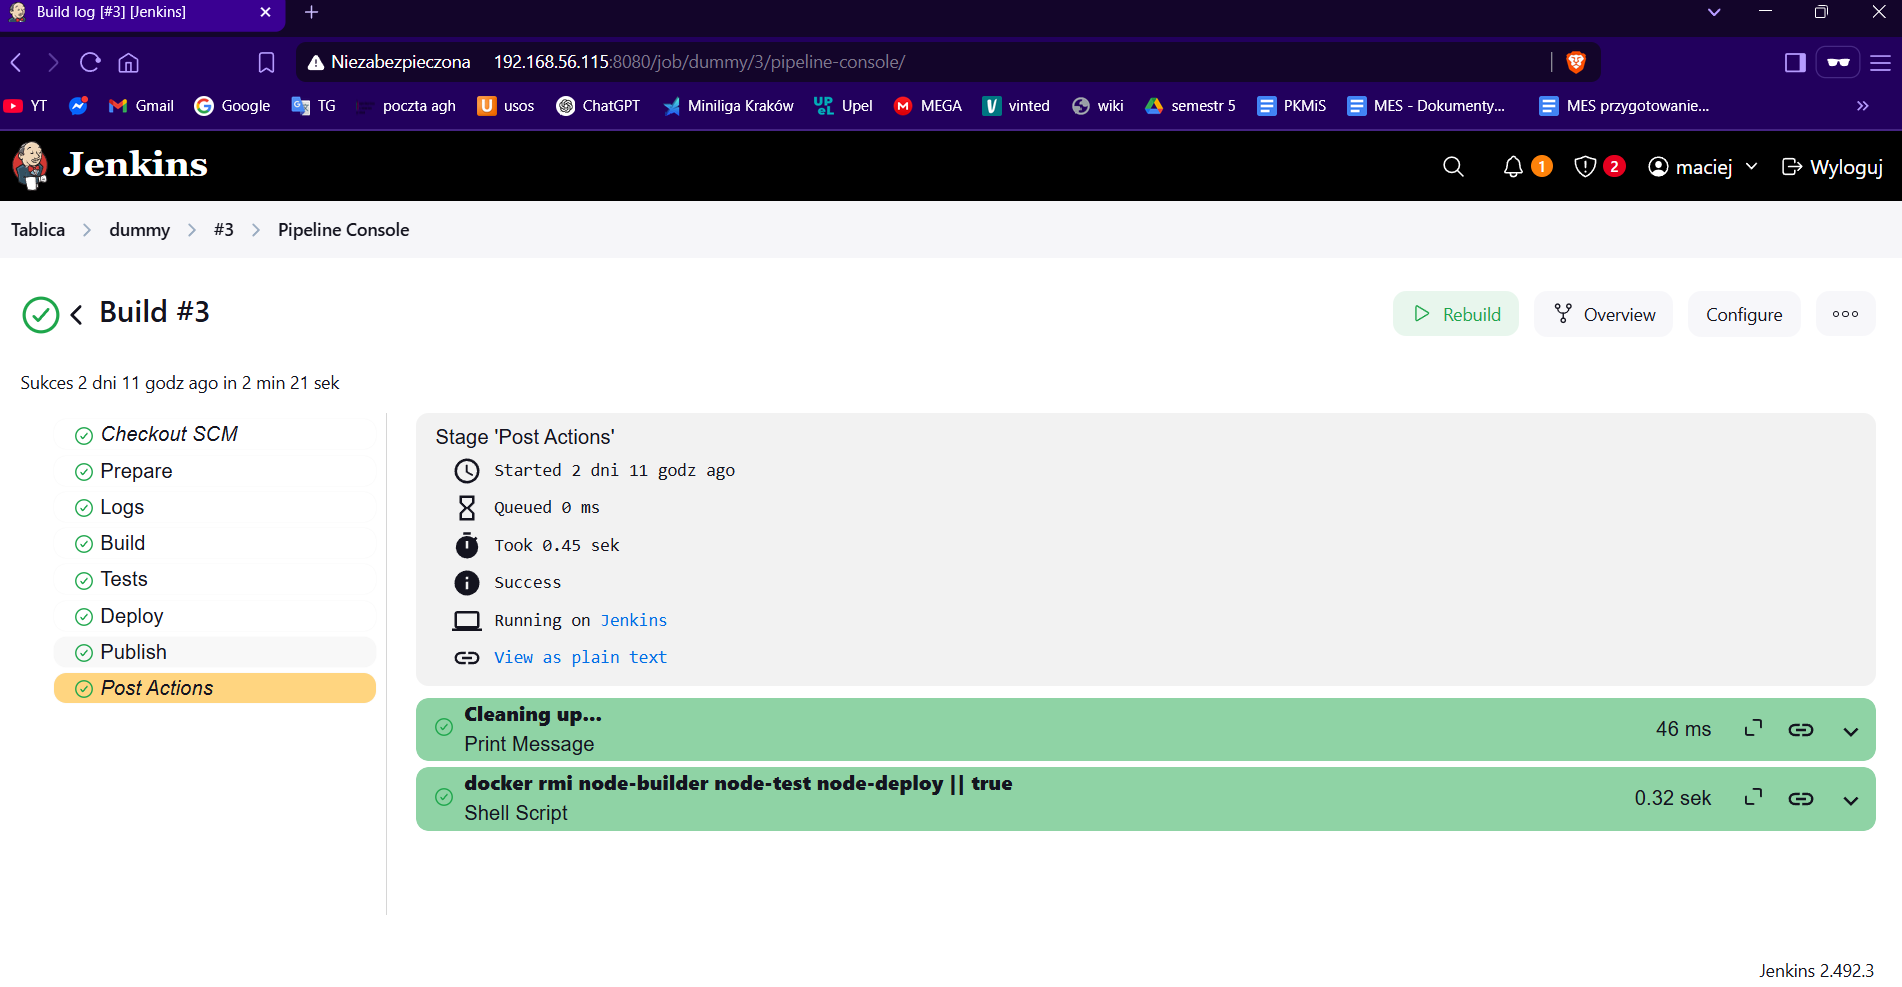 Build log [#3] [Jenkins]
Niezabezpieczona 192.168.56.115:8080/job/dummy/3/pipeline-console/
YT Gmail Google TG poczta agh usos ChatGPT Miniliga Kraków Upel MEGA vinted wiki semestr 5 PKMiS MES - Dokumenty... MES przygotowanie...
Jenkins 1 2 maciej Wyloguj
Tablica dummy #3 Pipeline Console
Build #3 Rebuild Overview Configure
Sukces 2 dni 11 godz ago in 2 min 21 sek
Checkout SCM
Prepare
Logs
Build
Tests
Deploy
Publish
Post Actions
Stage 'Post Actions'
Started 2 dni 11 godz ago
Queued 0 ms
Took 0.45 sek
Success
Running on Jenkins
View as plain text
Cleaning up...
Print Message
46 ms
docker rmi node-builder node-test node-deploy || true
Shell Script
0.32 sek
Jenkins 2.492.3